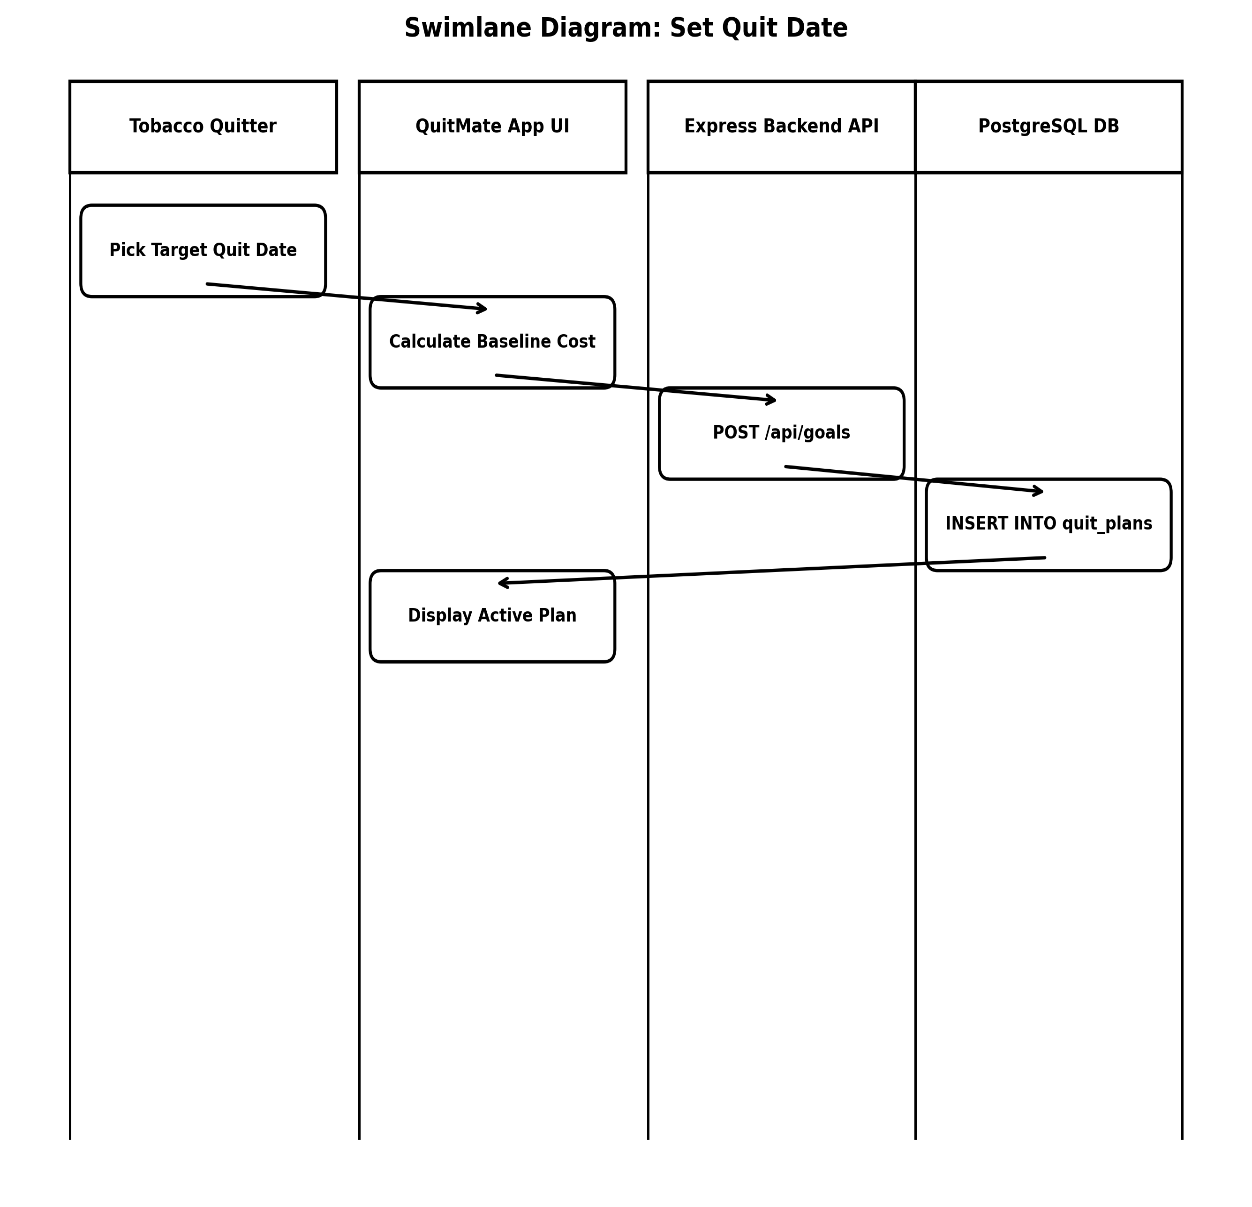 Swimlane Diagram: Set Quit Date
Tobacco Quitter
QuitMate App UI
Express Backend API
PostgreSQL DB
Pick Target Quit Date
Calculate Baseline Cost
POST /api/goals
INSERT INTO quit_plans
Display Active Plan